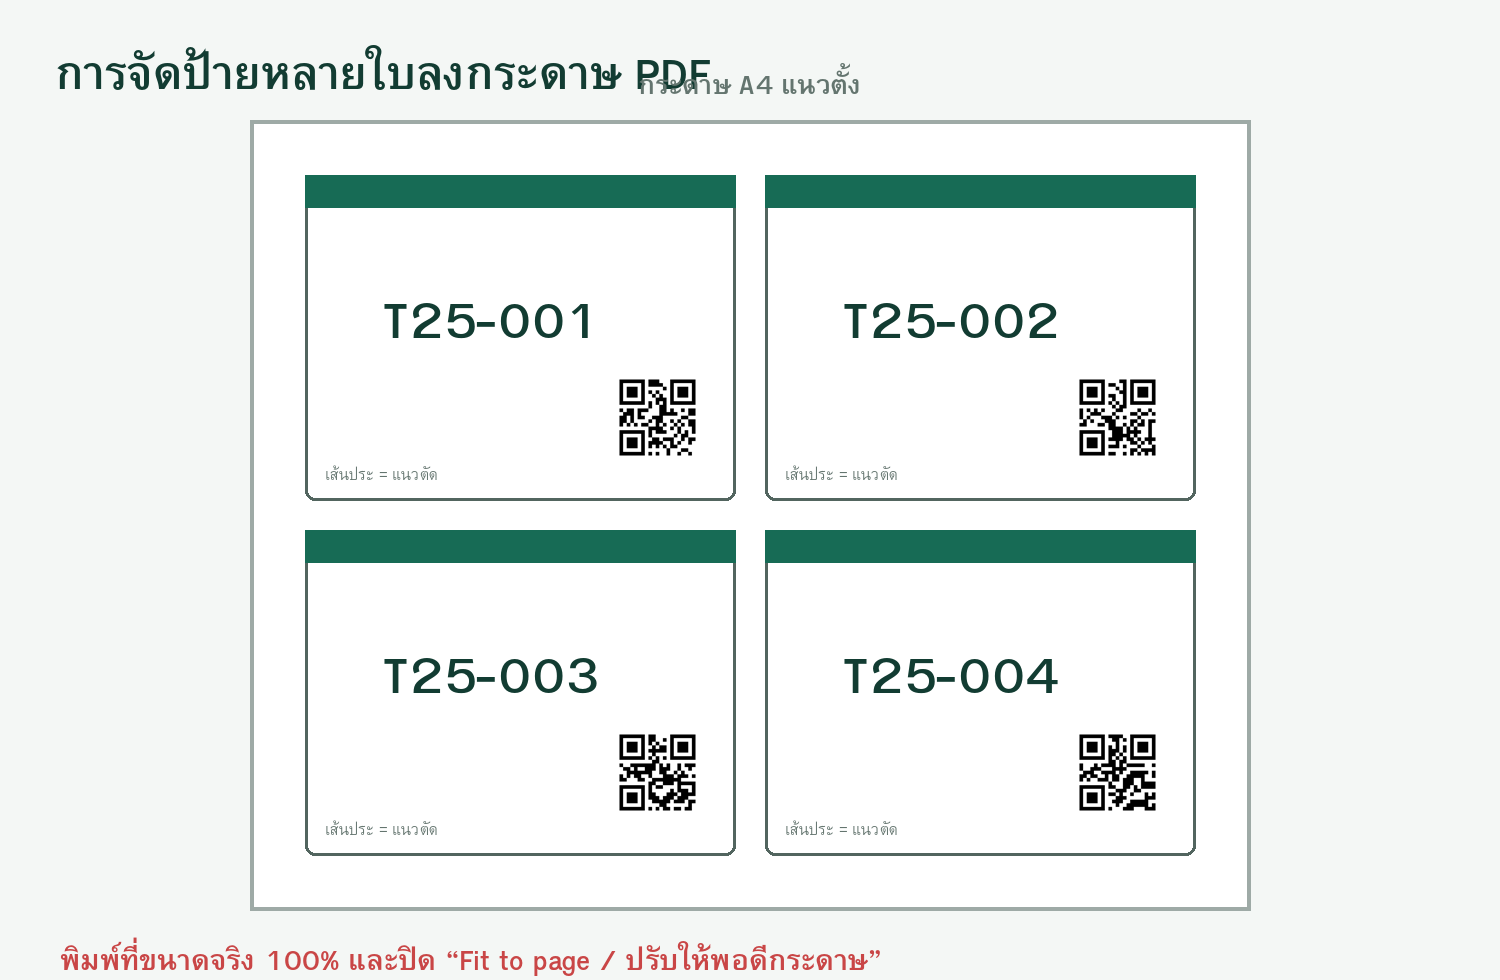 การจัดป้ายหลายใบลงกระดาษ PDF
กระดาษ A4 แนวตั้ง
T25-001
เส้นประ = แนวตัด
T25-002
เส้นประ = แนวตัด
T25-003
เส้นประ = แนวตัด
T25-004
เส้นประ = แนวตัด
พิมพ์ที่ขนาดจริง 100% และปิด “Fit to page / ปรับให้พอดีกระดาษ”